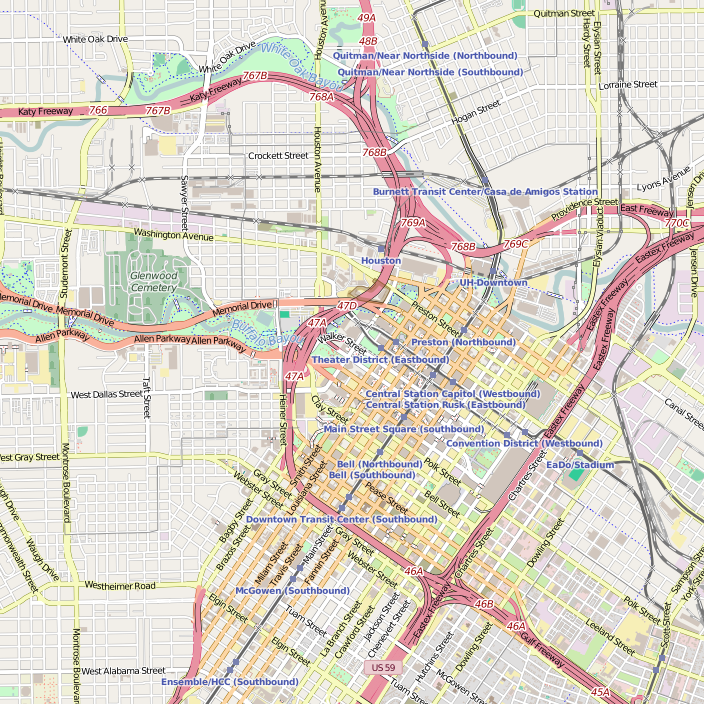 49A
Quitman Street
White Oak Drive
White Oak Drive
Houston Avenue
48B
Hardy Street
Elysian Street
White Oak Bayou
Quitman/Near Northside (Northbound)
Quitman/Near Northside (Southbound)
767B
Katy Freeway
768A
Lorraine Street
Katy Freeway
766
767B
Hogan Street
Crockett Street
Houston Avenue
768B
Sawyer Street
Lyons Avenue
Burnett Transit Center/Casa de Amigos Station
Providence Street
East Freeway
769A
770C
Studemont Street
Washington Avenue
768B
769C
Elysian Viaduct
Eastex Freeway
Jensen Drive
Houston
Glenwood
Cemetery
UH-Downtown
Memorial Drive
Memorial Drive
Memorial Drive
47D
Preston Street
Eastex Freeway
Buffalo Bayou
47A
Allen Parkway
Allen Parkway
Allen Parkway
Walker Street
Preston (Northbound)
Eastex Freeway
Theater District (Eastbound)
47A
Taft Street
West Dallas Street
Heiner Street
Clay Street
Central Station Capitol (Westbound)
Central Station Rusk (Eastbound)
Eastex Freeway
Canal Street
Main Street Square (southbound)
Convention District (Westbound)
West Gray Street
Montrose Boulevard
Smith Street
Bell (Northbound)
Bell (Southbound)
Polk Street
Chartres Street
EaDo/Stadium
Gray Street
Webster Street
Louisiana Street
Pease Street
Bell Street
Bagby Street
Downtown Transit Center (Southbound)
Waugh Drive
Brazos Street
Main Street
Gray Street
Dowling Street
Commonwealth Street
Milam Street
Travis Street
Fannin Street
Webster Street
46A
Chartres Street
Westheimer Road
McGowen (Southbound)
Sampson Street
York Street
Elgin Street
Tuam Street
La Branch Street
Crawford Street
Jackson Street
Chenevert Street
Eastex Freeway
46B
46A
Polk Street
Scott Street
Leeland Street
Gulf Freeway
Montrose Boulevard
Elgin Street
Hutchins Street
Dowling Street
West Alabama Street
US 59
McGowen Street
Ensemble/HCC (Southbound)
Tuam Street
45A